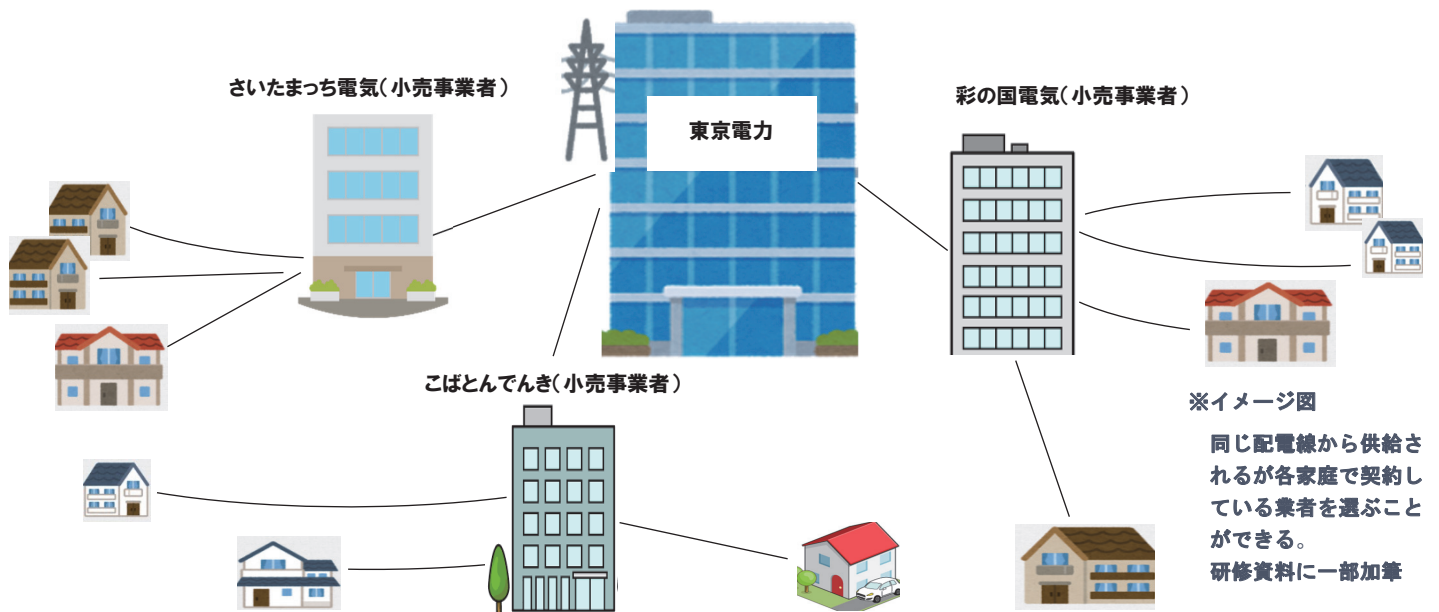 さいたまっち電気（小売事業者）
東京電力
彩の国電気（小売事業者）
こばとんでんき（小売事業者）
※イメージ図
同じ配電線から供給さ
れるが各家庭で契約し
ている業者を選ぶこと
ができる。
研修資料に一部加筆